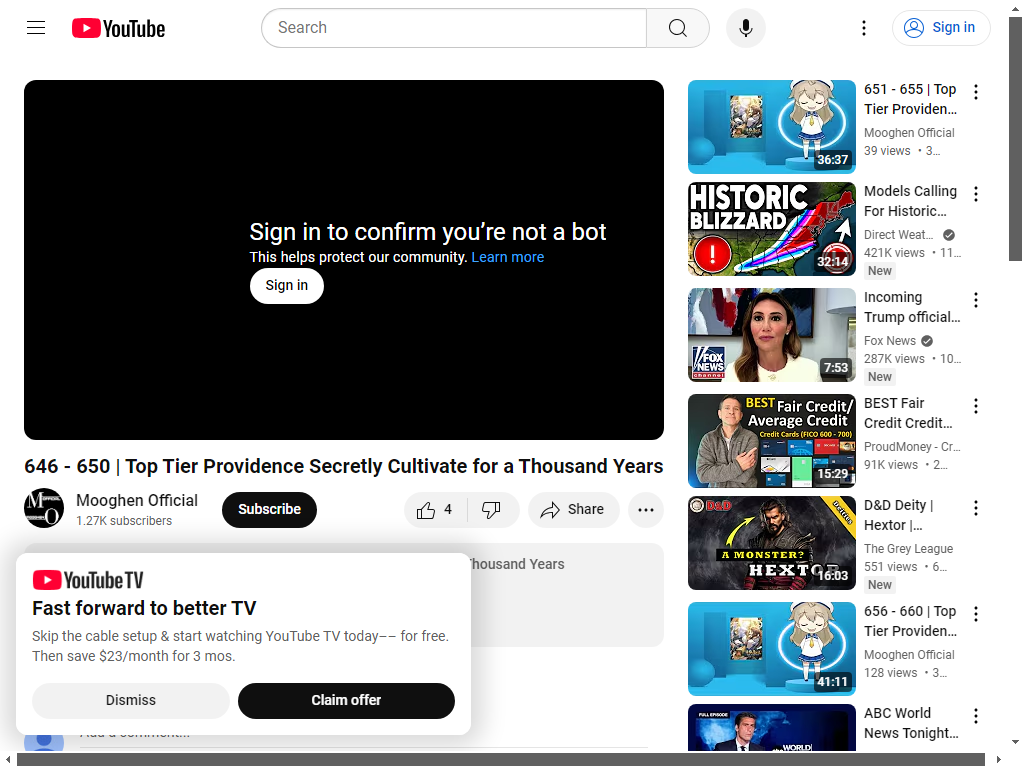 YouTube
Search
Sign in
Sign in to confirm you’re not a bot
This helps protect our community. Learn more
Sign in
646 - 650 | Top Tier Providence Secretly Cultivate for a Thousand Years
Mooghen Official
1.27K subscribers
Subscribe
4
Share
Thousand Years
YouTube TV
Fast forward to better TV
Skip the cable setup & start watching YouTube TV today–– for free.
Then save $23/month for 3 mos.
Dismiss
Claim offer
Add a comment...
36:37
651 - 655 | Top
Tier Providen...
Mooghen Official
39 views • 3...
HISTORIC
BLIZZARD
32:14
Models Calling
For Historic...
Direct Weat...
421K views • 11...
New
FOX
NEWS
channel
7:53
Incoming
Trump official...
Fox News
287K views • 10...
New
BEST Fair Credit/
Average Credit
Credit Cards (FICO 600 - 700)
15:29
BEST Fair
Credit Credit...
ProudMoney - Cr...
91K views • 2...
D&D
Deities
A MONSTER?
HEXTOR
16:03
D&D Deity |
Hextor |...
The Grey League
551 views • 6...
New
41:11
656 - 660 | Top
Tier Providen...
Mooghen Official
128 views • 3...
FULL EPISODE
WORLD
ABC World
News Tonight...